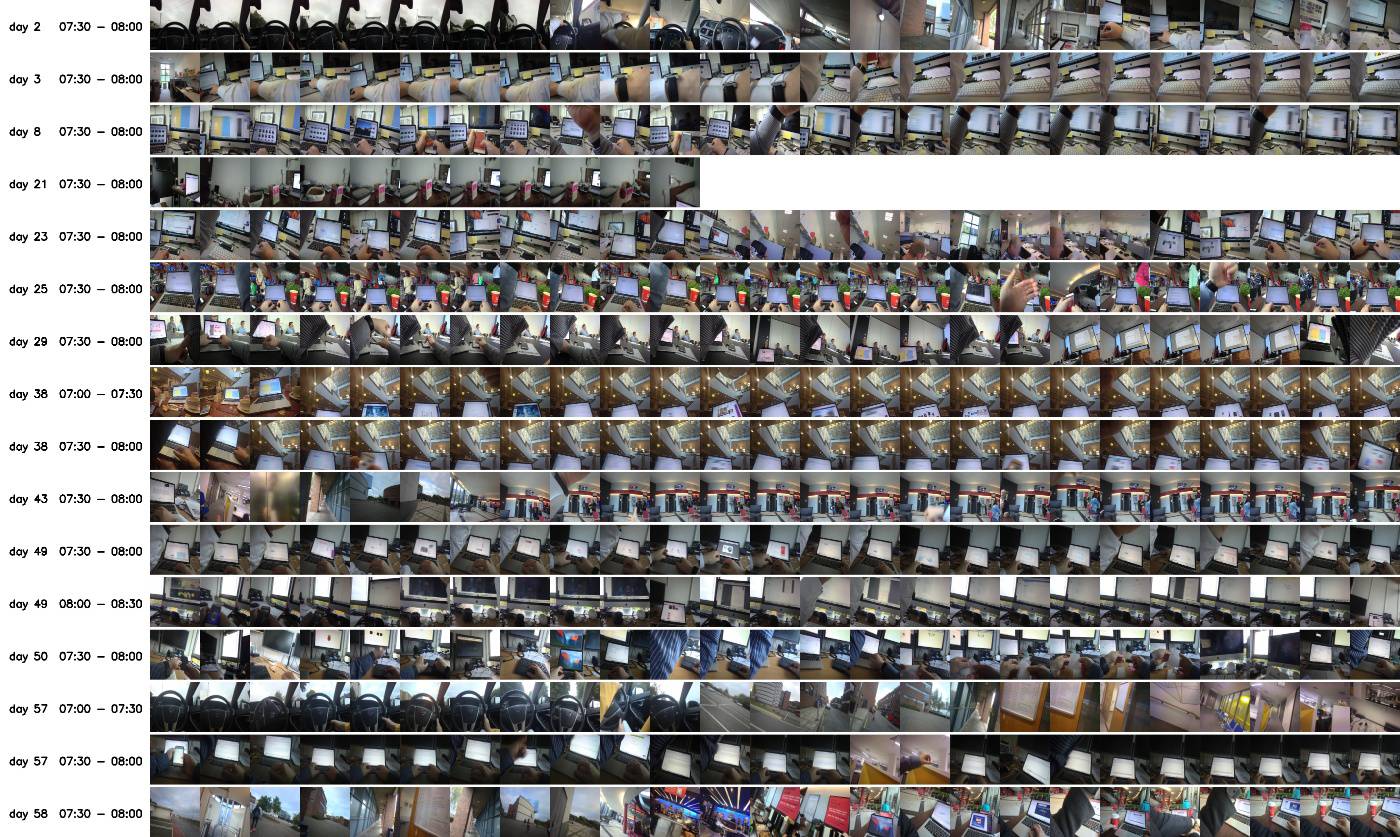 day 2 07:30 – 08:00
day 3 07:30 – 08:00
day 8 07:30 – 08:00
day 21 07:30 – 08:00
day 23 07:30 – 08:00
day 25 07:30 – 08:00
day 29 07:30 – 08:00
day 38 07:00 – 07:30
day 38 07:30 – 08:00
day 43 07:30 – 08:00
day 49 07:30 – 08:00
day 49 08:00 – 08:30
day 50 07:30 – 08:00
day 57 07:00 – 07:30
day 57 07:30 – 08:00
day 58 07:30 – 08:00